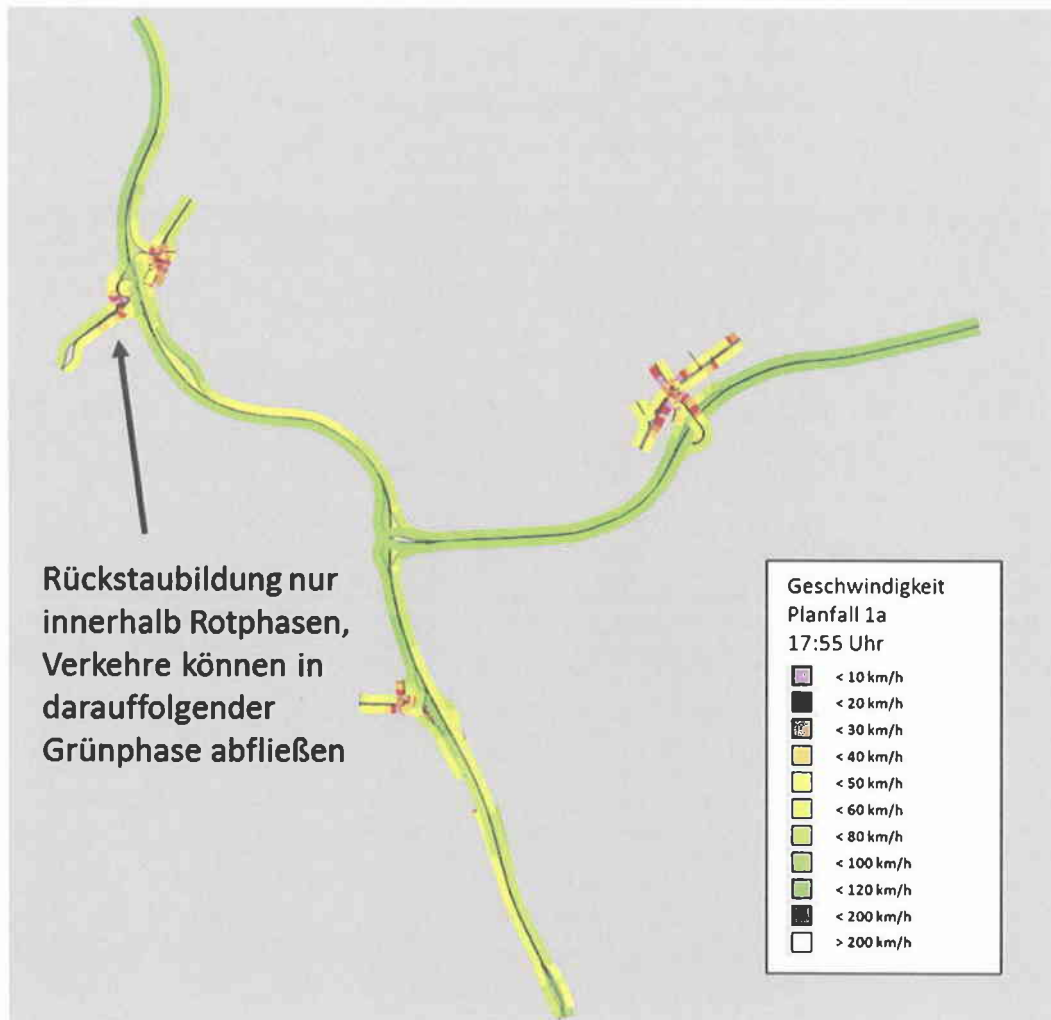 Rückstaubildung nur
innerhalb Rotphasen,
Verkehre können in
darauffolgender
Grünphase abfließen
Geschwindigkeit
Planfall 1a
17:55 Uhr
< 10 km/h
< 20 km/h
< 30 km/h
< 40 km/h
< 50 km/h
< 60 km/h
< 80 km/h
< 100 km/h
< 120 km/h
< 200 km/h
> 200 km/h